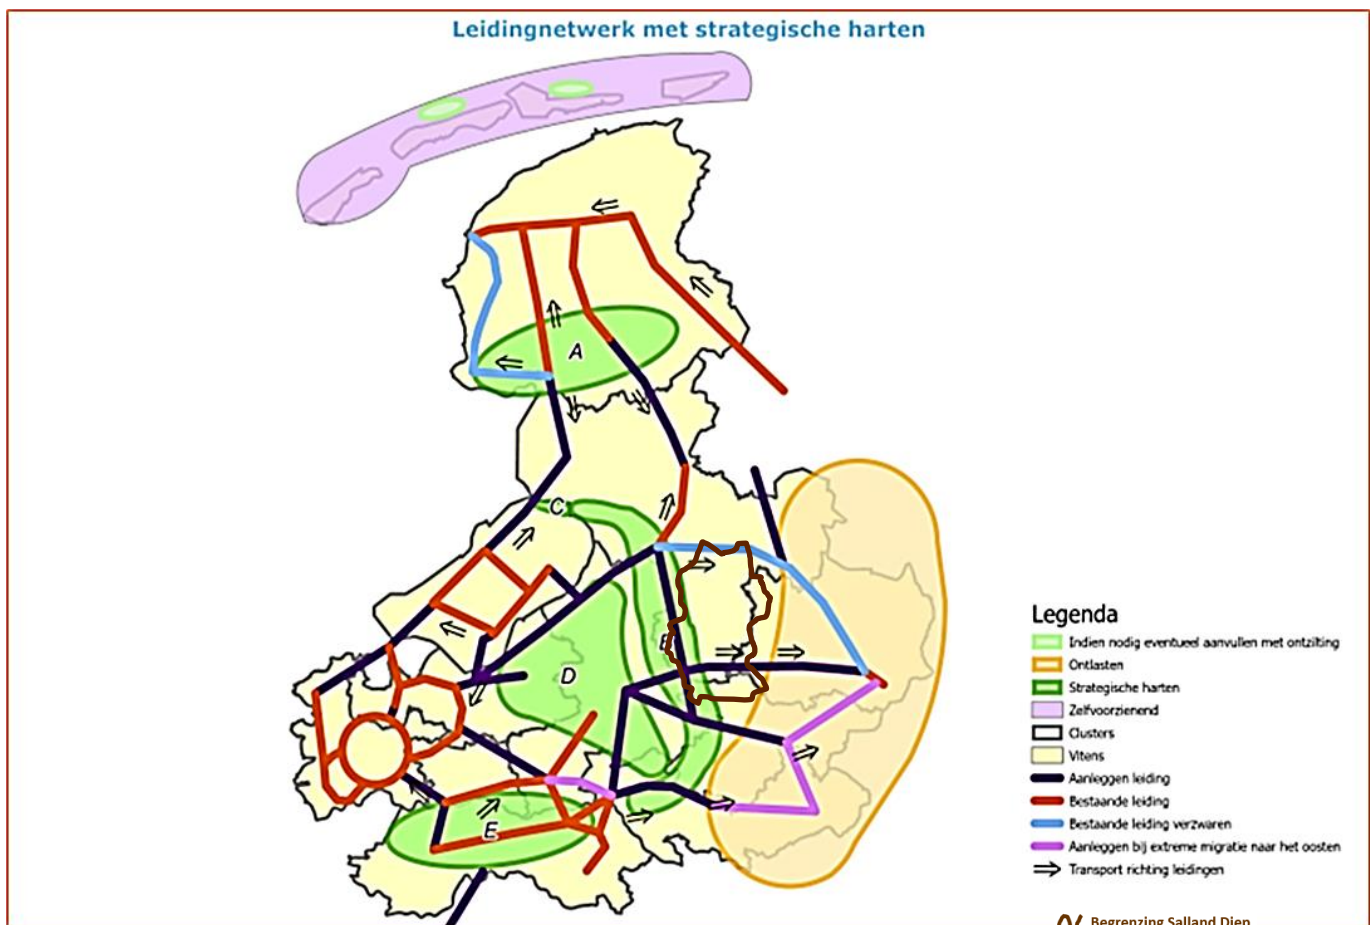 Leidingnetwerk met strategische harten
A
C
B
D
E
Legenda
Indien nodig eventueel aanvullen met ontzilting
Ontlasten
Strategische harten
Zelfvoorzienend
Clusters
Vitens
Aanleggen leiding
Bestaande leiding
Bestaande leiding verzwaren
Aanleggen bij extreme migratie naar het oosten
Transport richting leidingen
Begrenzing Salland Diep